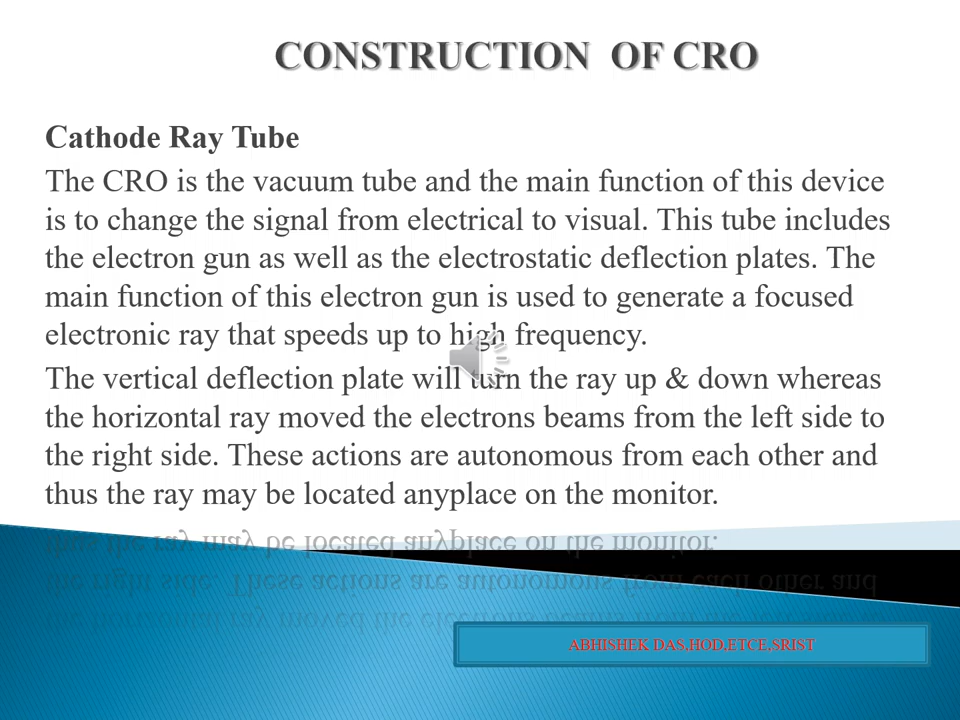 CONSTRUCTION OF CRO
Cathode Ray Tube
The CRO is the vacuum tube and the main function of this device
is to change the signal from electrical to visual. This tube includes
the electron gun as well as the electrostatic deflection plates. The
main function of this electron gun is used to generate a focused
electronic ray that speeds up to high frequency.
The vertical deflection plate will turn the ray up & down whereas
the horizontal ray moved the electrons beams from the left side to
the right side. These actions are autonomous from each other and
thus the ray may be located anyplace on the monitor.
ABHISHEK DAS,HOD,ETCE,SRIST